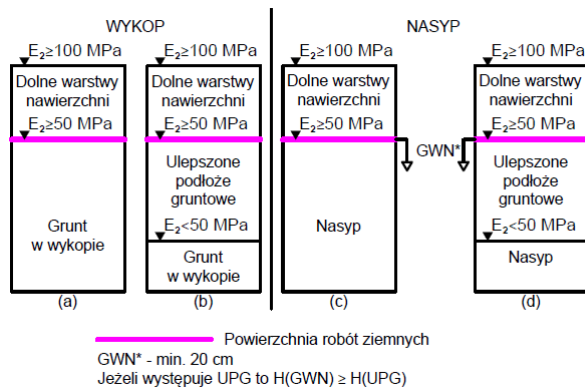 WYKOP NASYP
E₂≥100 MPa E₂≥100 MPa E₂≥100 MPa E₂≥100 MPa
Dolne warstwy Dolne warstwy Dolne warstwy Dolne warstwy
nawierzchni nawierzchni nawierzchni nawierzchni
E₂≥50 MPa E₂≥50 MPa E₂≥50 MPa E₂≥50 MPa
GWN*
Ulepszone Ulepszone
podłoże podłoże
gruntowe gruntowe
Grunt
w wykopie
Nasyp
E₂<50 MPa E₂<50 MPa
Grunt
w wykopie
Nasyp
(a) (b) (c) (d)
Powierzchnia robót ziemnych
GWN* - min. 20 cm
Jeżeli występuje UPG to H(GWN) ≥ H(UPG)